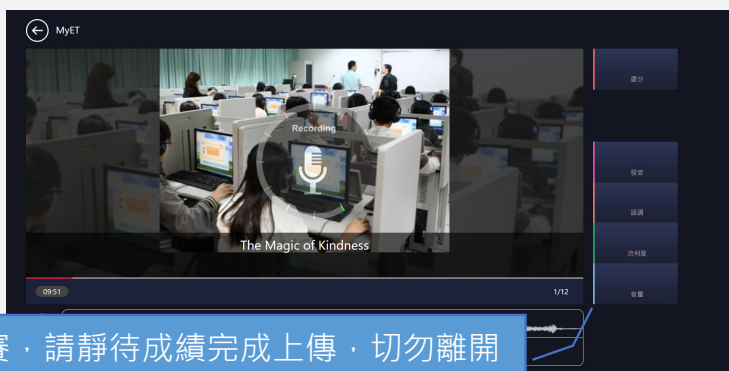 MyET
總分
Recording
發音
語調
The Magic of Kindness
流利度
09:51
1/12
音量
賽,請靜待成績完成上傳,切勿離開